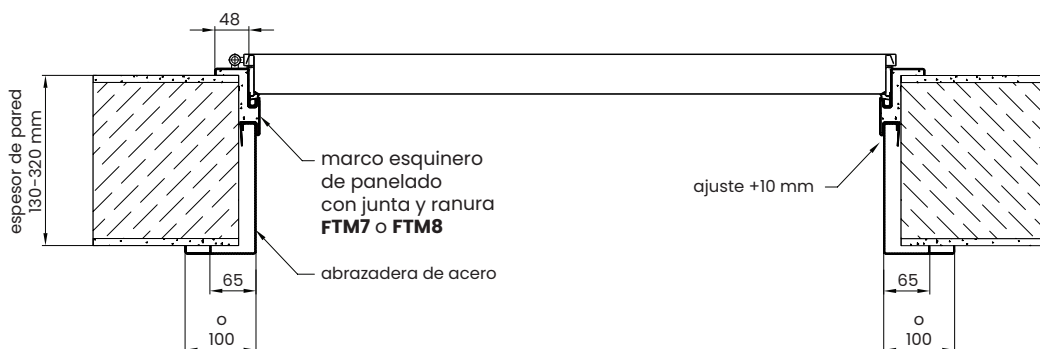 48
espesor de pared
130-320 mm
marco esquinero
de panelado
con junta y ranura
FTM7 o FTM8
ajuste +10 mm
abrazadera de acero
65
o
100
65
o
100